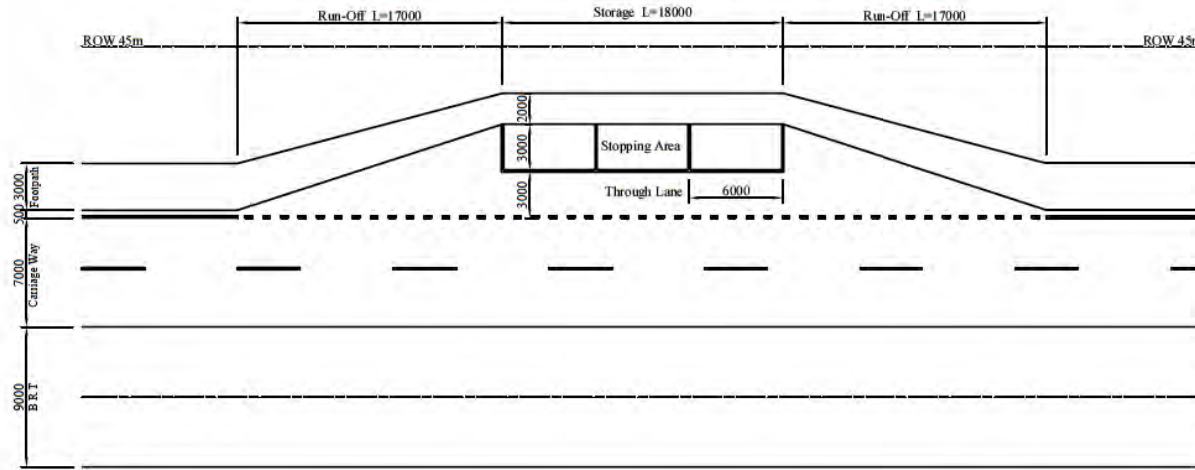 Run-Off L=17000
Storage L=18000
Run-Off L=17000
ROW 45m
ROW 45m
2000
3000
Stopping Area
3000
Footpath
Through Lane
6000
3000
7000
Carriage Way
9000
B R T